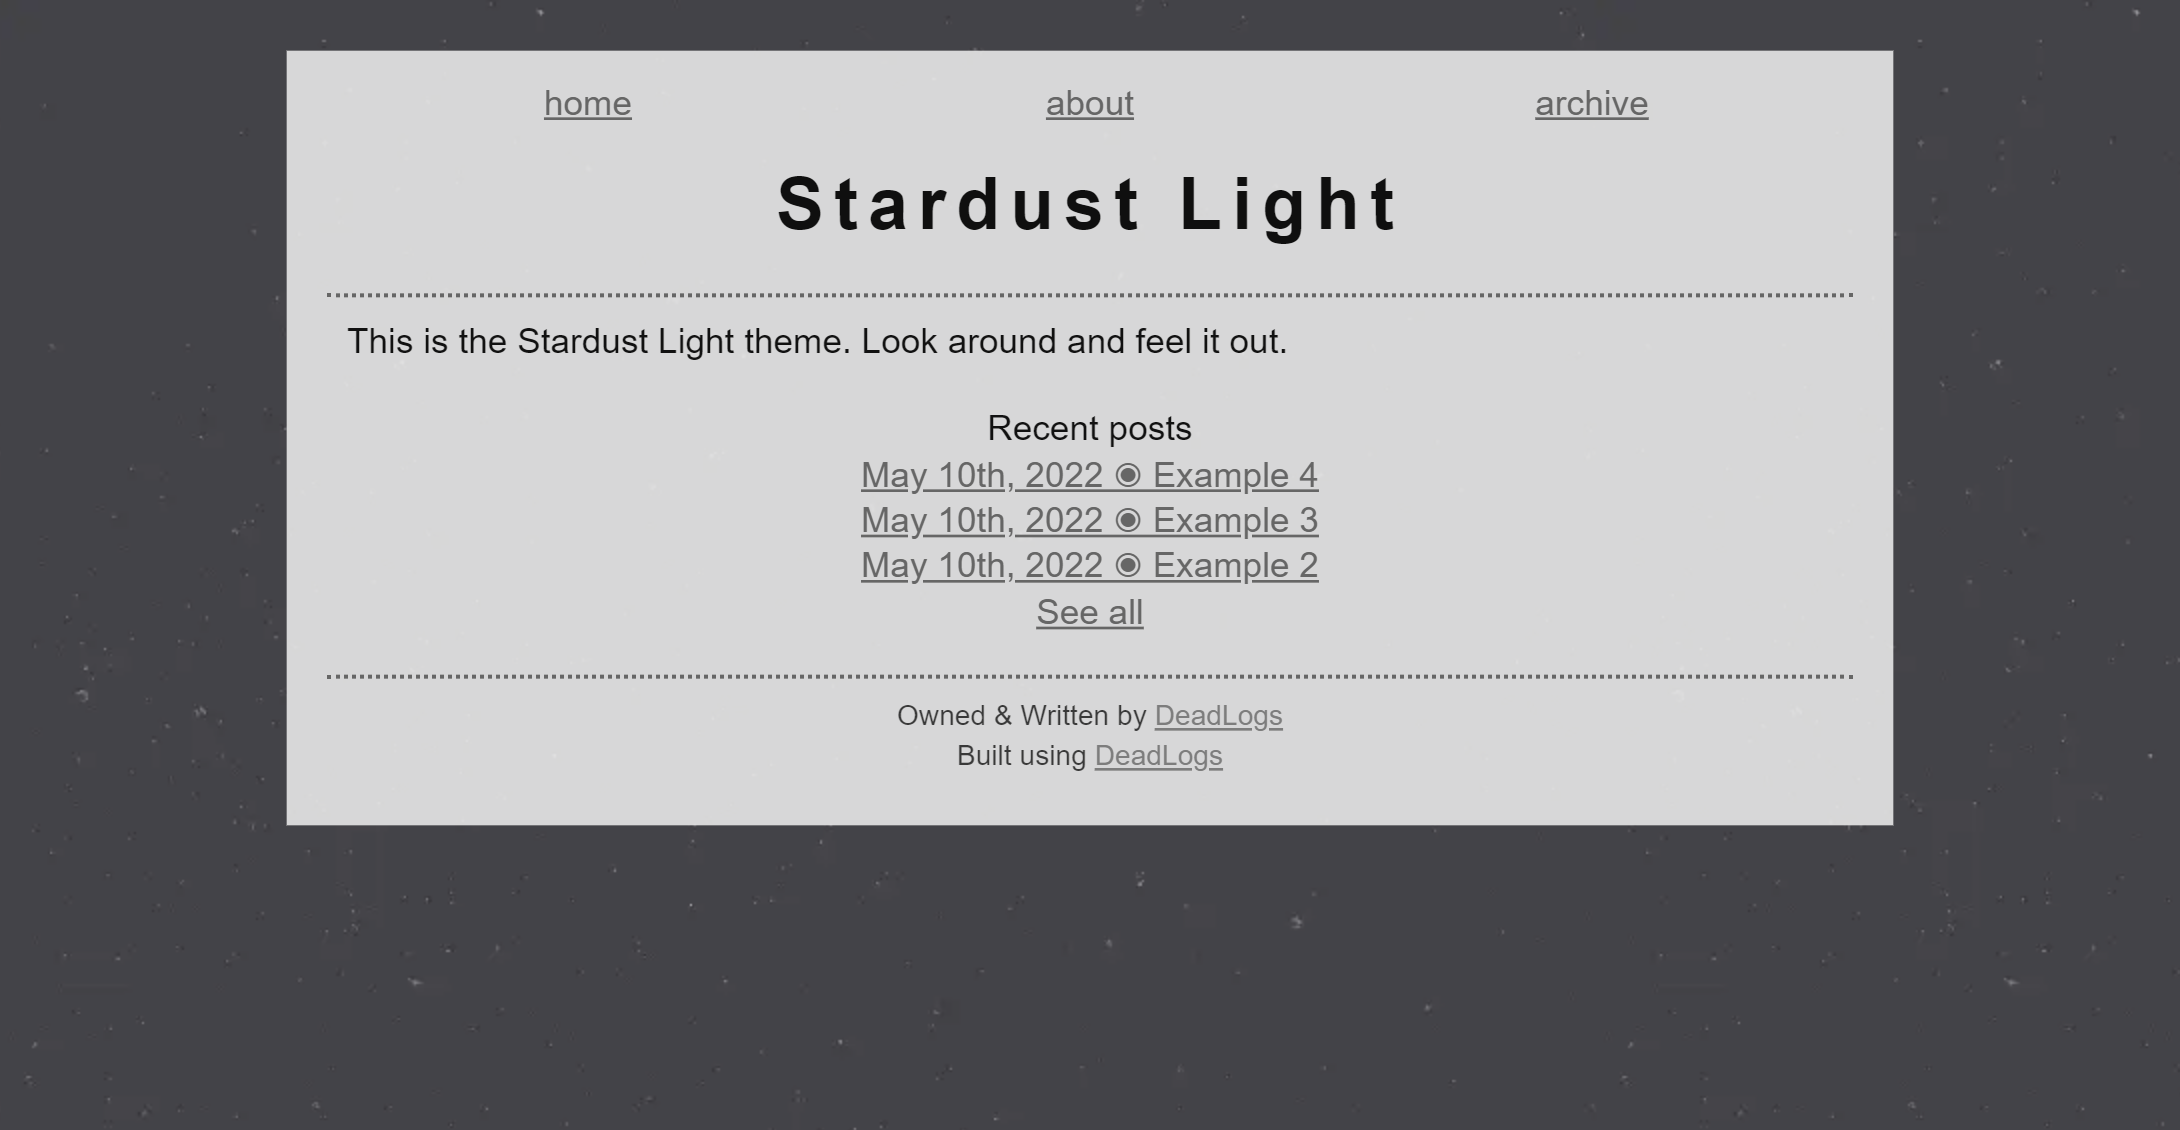 home about archive
Stardust Light
This is the Stardust Light theme. Look around and feel it out.
Recent posts
May 10th, 2022 ◉ Example 4
May 10th, 2022 ◉ Example 3
May 10th, 2022 ◉ Example 2
See all
Owned & Written by DeadLogs
Built using DeadLogs